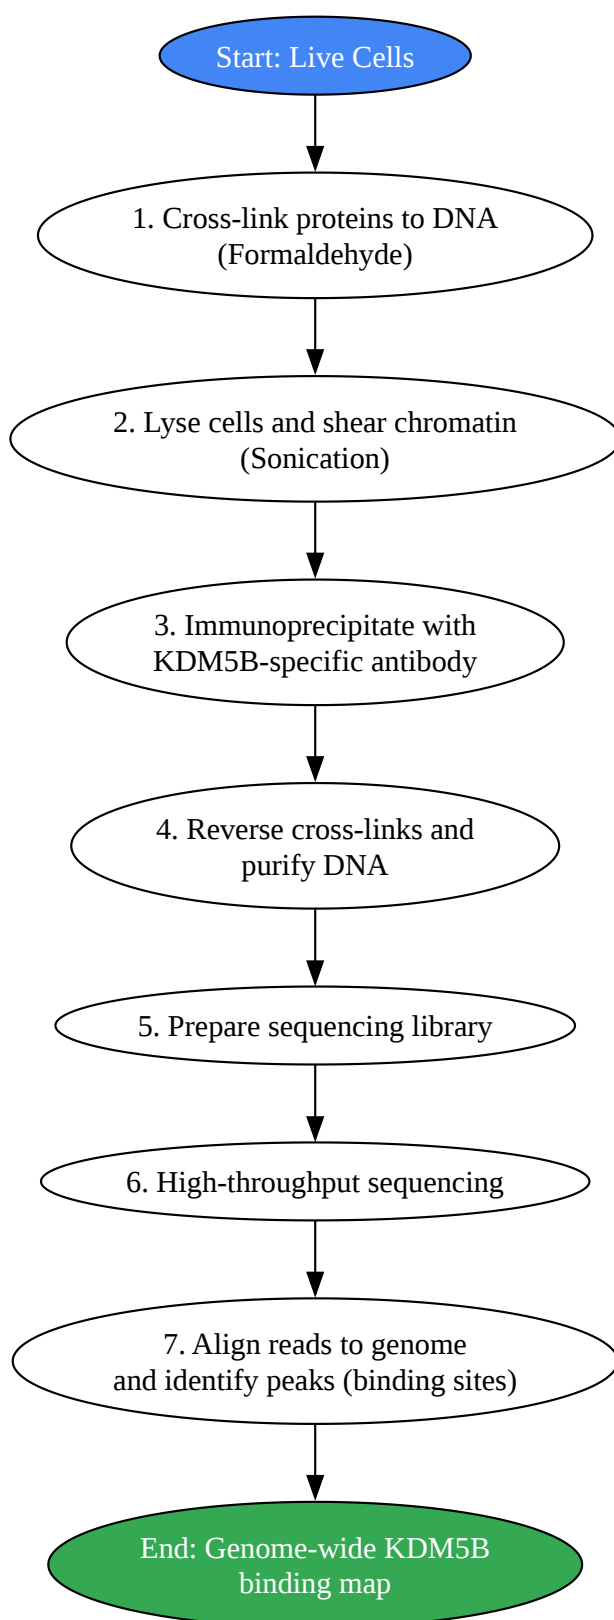 Start: Live Cells
1. Cross-link proteins to DNA
(Formaldehyde)
2. Lyse cells and shear chromatin
(Sonication)
3. Immunoprecipitate with
KDM5B-specific antibody
4. Reverse cross-links and
purify DNA
5. Prepare sequencing library
6. High-throughput sequencing
7. Align reads to genome
and identify peaks (binding sites)
End: Genome-wide KDM5B
binding map